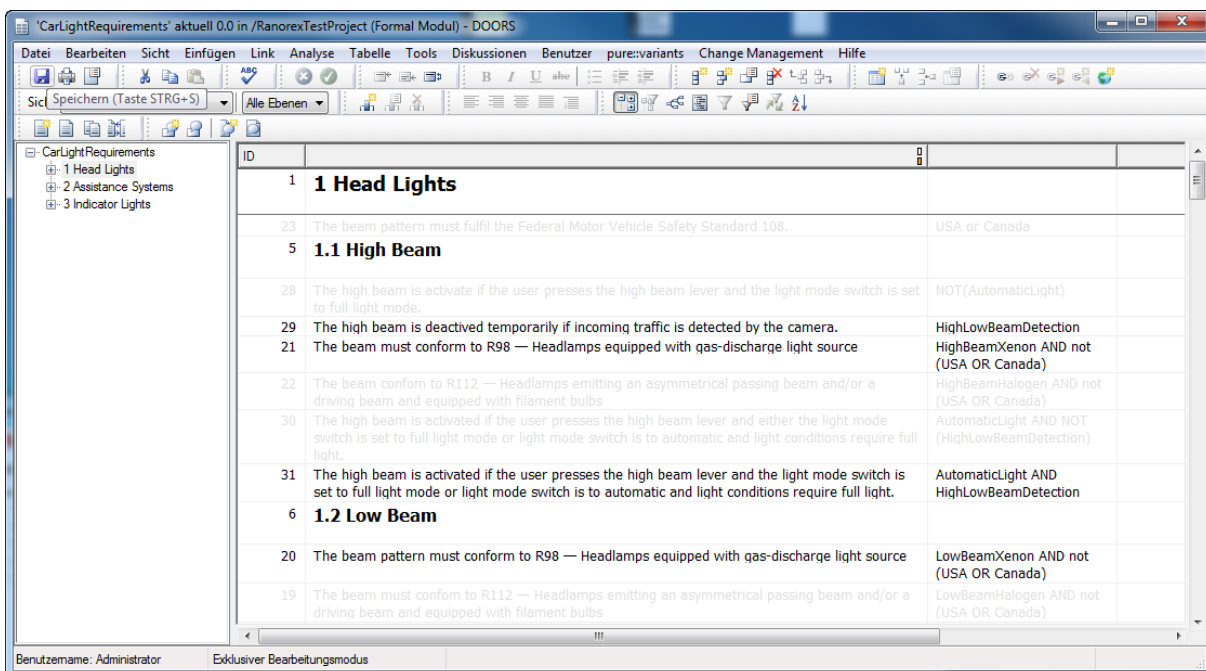 'CarLightRequirements' aktuell 0.0 in /RanorexTestProject (Formal Modul) - DOORS
Datei Bearbeiten Sicht Einfügen Link Analyse Tabelle Tools Diskussionen Benutzer pure::variants Change Management Hilfe
ABC B I U abc
Sicl Speichern (Taste STRG+S) Alle Ebenen
CarLightRequirements
1 Head Lights
2 Assistance Systems
3 Indicator Lights
ID
1 1 Head Lights
23 The beam pattern must fulfil the Federal Motor Vehicle Safety Standard 108. USA or Canada
5 1.1 High Beam
28 The high beam is activate if the user presses the high beam lever and the light mode switch is set NOT(AutomaticLight)
to full light mode.
29 The high beam is deactived temporarily if incoming traffic is detected by the camera. HighLowBeamDetection
21 The beam must conform to R98 — Headlamps equipped with gas-discharge light source HighBeamXenon AND not
(USA OR Canada)
22 The beam confom to R112 — Headlamps emitting an asymmetrical passing beam and/or a HighBeamHalogen AND not
driving beam and equipped with filament bulbs (USA OR Canada)
30 The high beam is activated if the user presses the high beam lever and either the light mode AutomaticLight AND NOT
switch is set to full light mode or light mode switch is to automatic and light conditions require full (HighLowBeamDetection)
light.
31 The high beam is activated if the user presses the high beam lever and the light mode switch is AutomaticLight AND
set to full light mode or light mode switch is to automatic and light conditions require full light. HighLowBeamDetection
6 1.2 Low Beam
20 The beam pattern must conform to R98 — Headlamps equipped with gas-discharge light source LowBeamXenon AND not
(USA OR Canada)
19 The beam must confom to R112 — Headlamps emitting an asymmetrical passing beam and/or a LowBeamHalogen AND not
driving beam and equipped with filament bulbs (USA OR Canada)
Benutzername: Administrator Exklusiver Bearbeitungsmodus